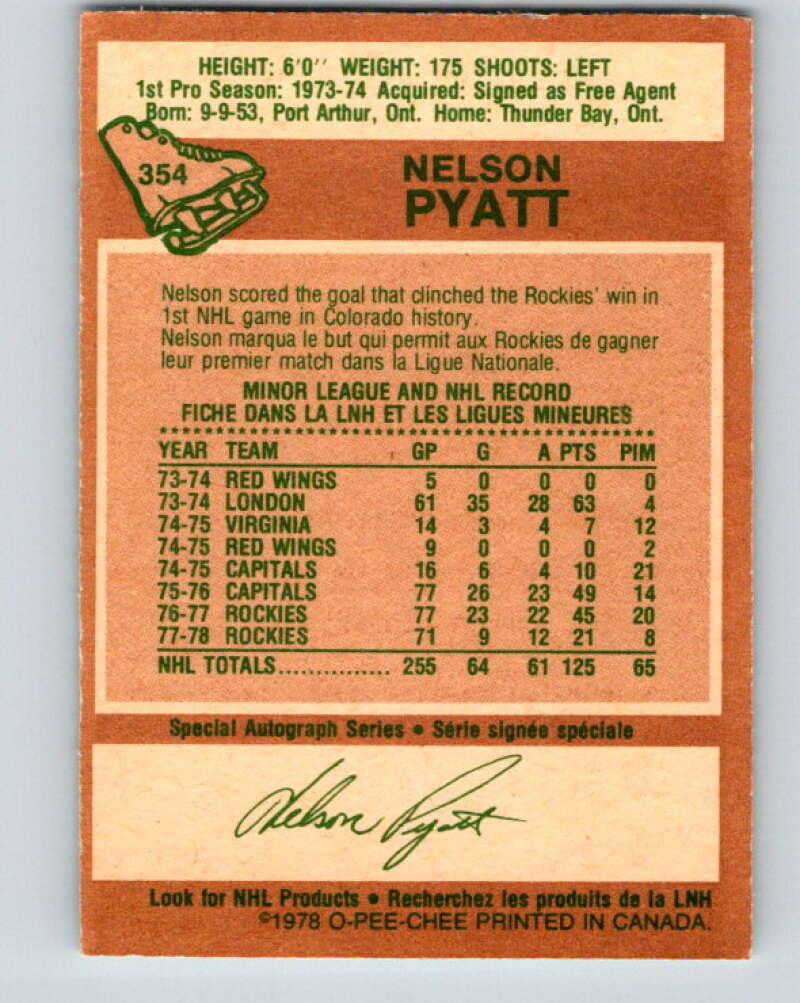 HEIGHT: 6'0'' WEIGHT: 175 SHOOTS: LEFT
1st Pro Season: 1973-74 Acquired: Signed as Free Agent
Born: 9-9-53, Port Arthur, Ont. Home: Thunder Bay, Ont.
354
NELSON
PYATT
Nelson scored the goal that clinched the Rockies' win in
1st NHL game in Colorado history.
Nelson marqua le but qui permit aux Rockies de gagner
leur premier match dans la Ligue Nationale.
MINOR LEAGUE AND NHL RECORD
FICHE DANS LA LNH ET LES LIGUES MINEURES
YEAR TEAM GP G A PTS PIM
73-74 RED WINGS 5 0 0 0 0
73-74 LONDON 61 35 28 63 4
74-75 VIRGINIA 14 3 4 7 12
74-75 RED WINGS 9 0 0 0 2
74-75 CAPITALS 16 6 4 10 21
75-76 CAPITALS 77 26 23 49 14
76-77 ROCKIES 77 23 22 45 20
77-78 ROCKIES 71 9 12 21 8
NHL TOTALS............... 255 64 61 125 65
Special Autograph Series • Série signée spéciale
Nelson Pyatt
Look for NHL Products • Recherchez les produits de la LNH
©1978 O-PEE-CHEE PRINTED IN CANADA.